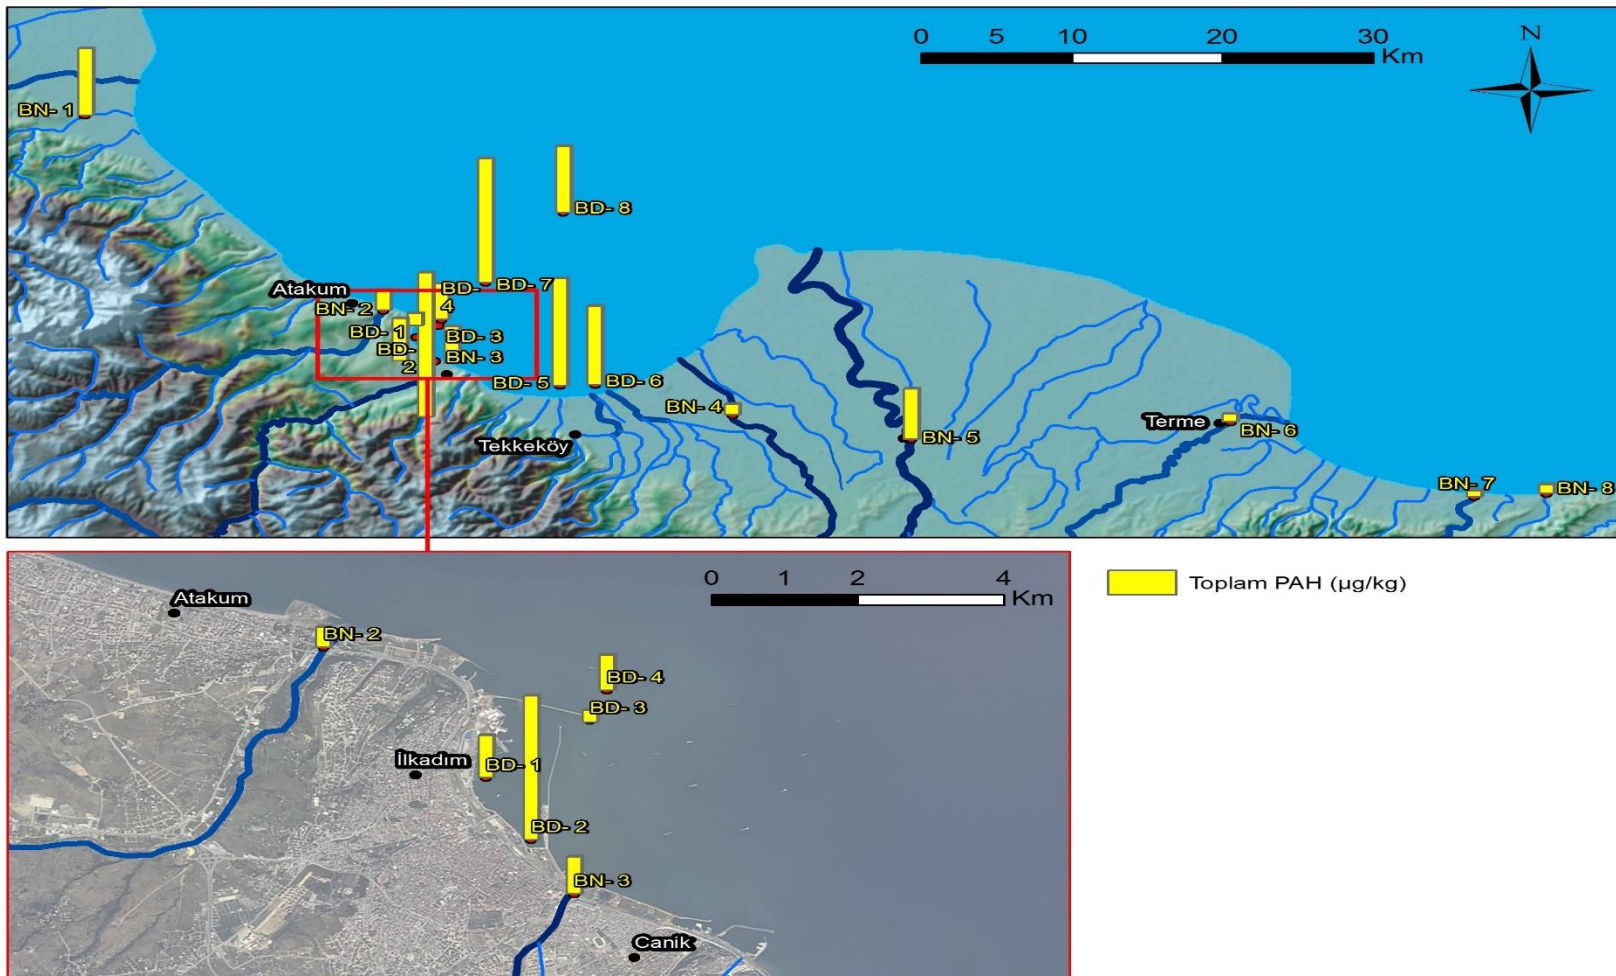 0 5 10 20 30
Km
N
BN- 1
BD- 8
BD- 7
Atakum
BN- 2
BD-
4
BD- 1
BD- 3
BD-
2
BN- 3
BD- 5
BD- 6
BN- 4
BN- 5
Terme
BN- 6
Tekkeköy
BN- 7
BN- 8
0 1 2 4
Km
Atakum
BN- 2
BD- 4
BD- 3
İlkadım
BD- 1
BD- 2
BN- 3
Canik
Toplam PAH (µg/kg)